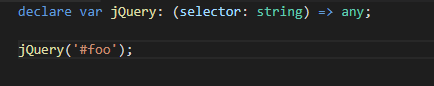 declare var jQuery: (selector: string) => any;
jQuery('#foo');